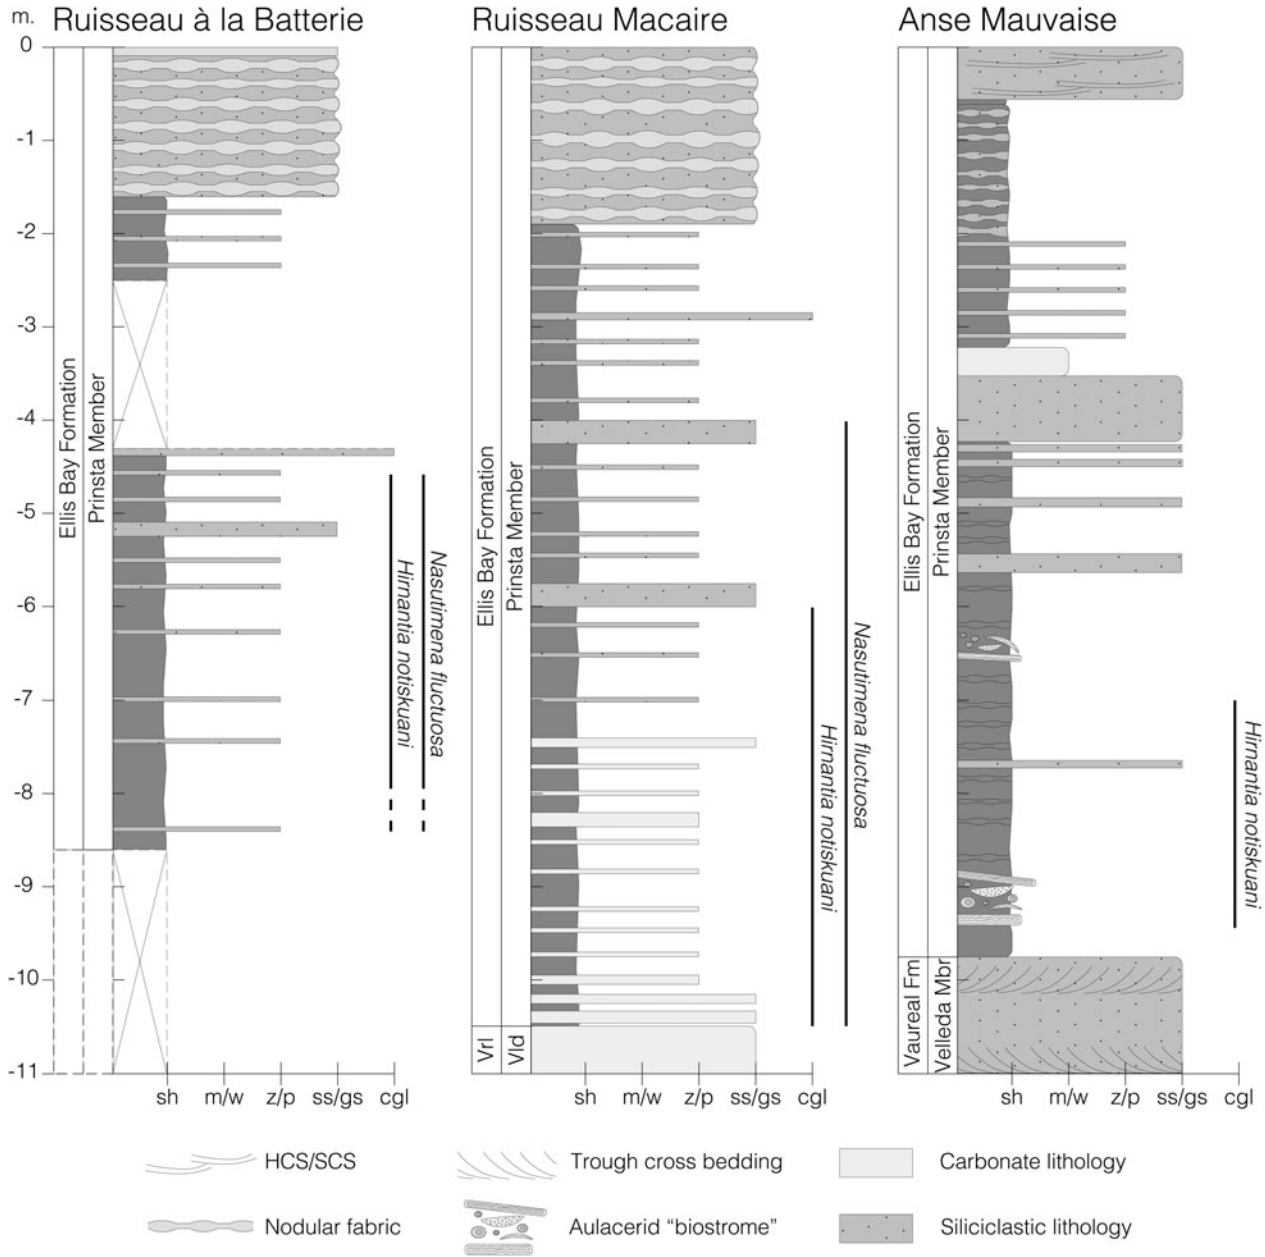 m. Ruisseau à la Batterie
Ruisseau Macaire
Anse Mauvaise
0
-1
-2
-3
-4
-5
-6
-7
-8
-9
-10
-11
Ellis Bay Formation
Prinsta Member
Hirnantia notiskuani
Nasutimena fluctuosa
sh m/w z/p ss/gs cgl
Ellis Bay Formation
Prinsta Member
Vrl
Vld
Hirnantia notiskuani
Nasutimena fluctuosa
sh m/w z/p ss/gs cgl
Ellis Bay Formation
Prinsta Member
Vaureal Fm
Velleda Mbr
Hirnantia notiskuani
sh m/w z/p ss/gs cgl
HCS/SCS
Trough cross bedding
Carbonate lithology
Nodular fabric
Aulacerid “biostrome”
Siliciclastic lithology